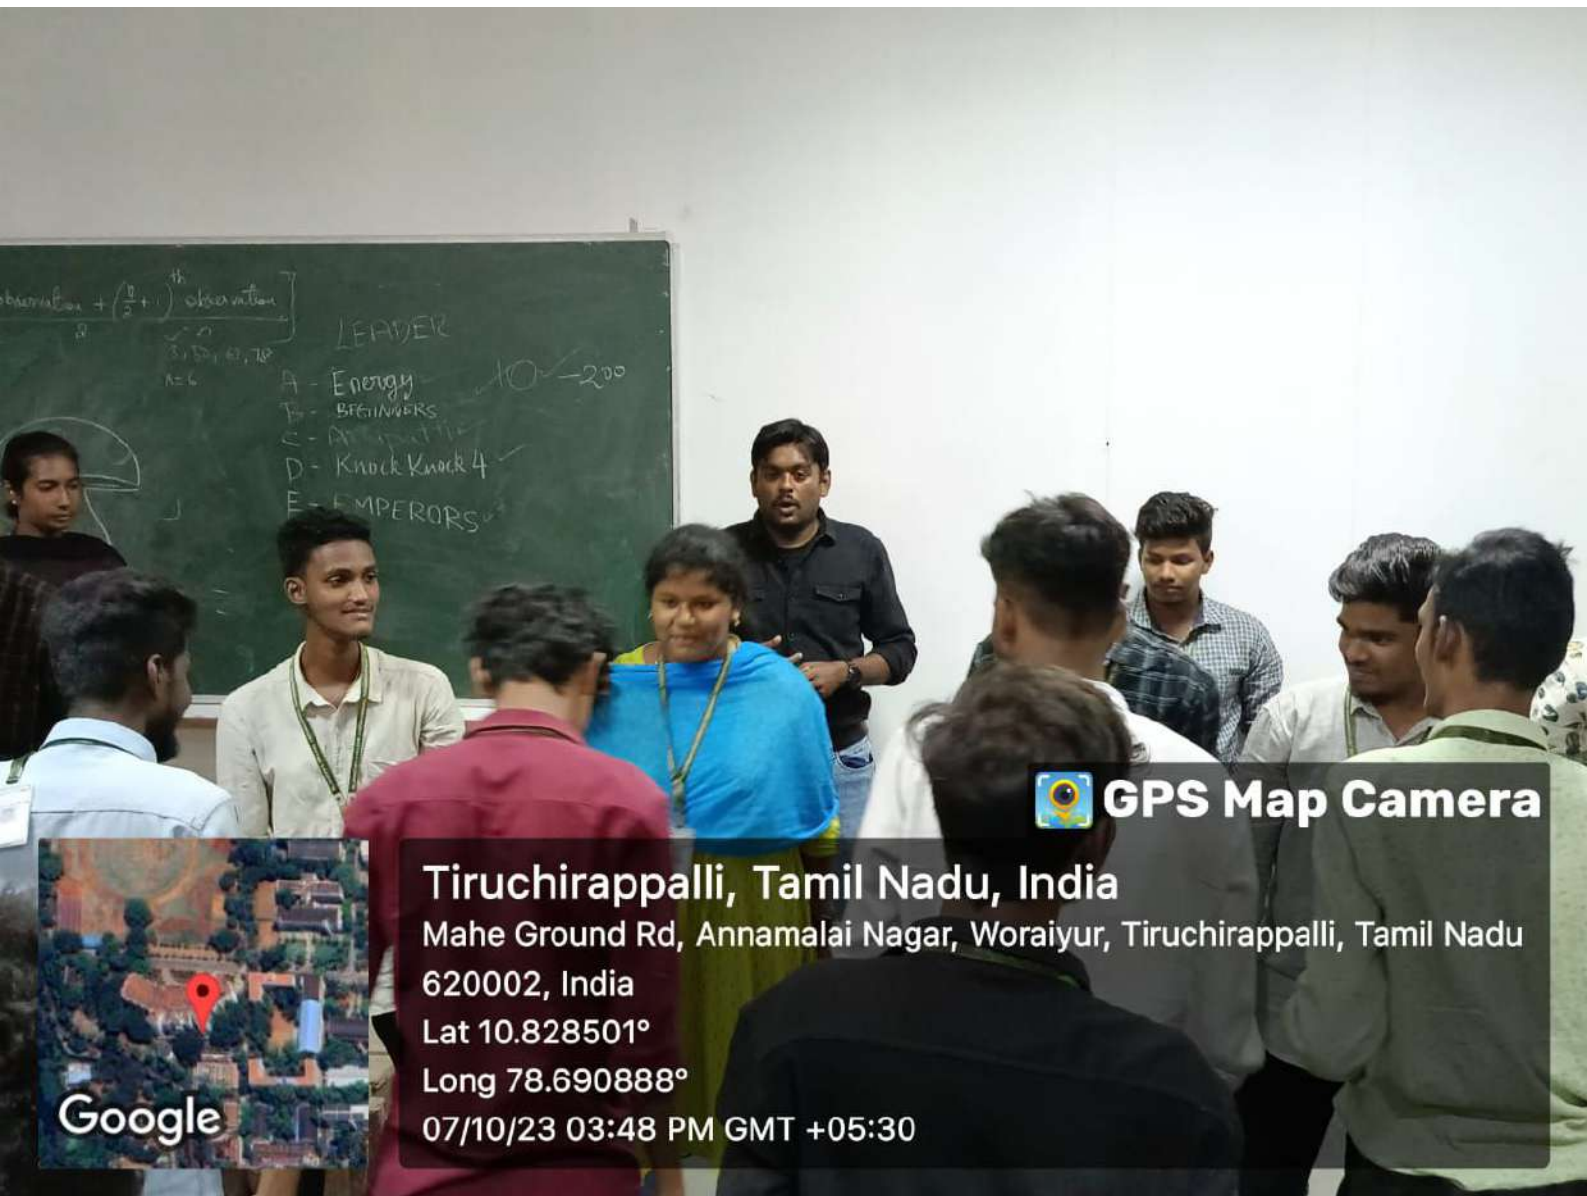 observation + (n/2 + 1)th observation
2
n=6
LEADER
A - Energy
10 - 200
B - BEGINNERS
C -
D - Knock Knock 4
E - EMPERORS
GPS Map Camera
Tiruchirappalli, Tamil Nadu, India
Mahe Ground Rd, Annamalai Nagar, Woraiyur, Tiruchirappalli, Tamil Nadu
620002, India
Lat 10.828501°
Long 78.690888°
07/10/23 03:48 PM GMT +05:30
Google